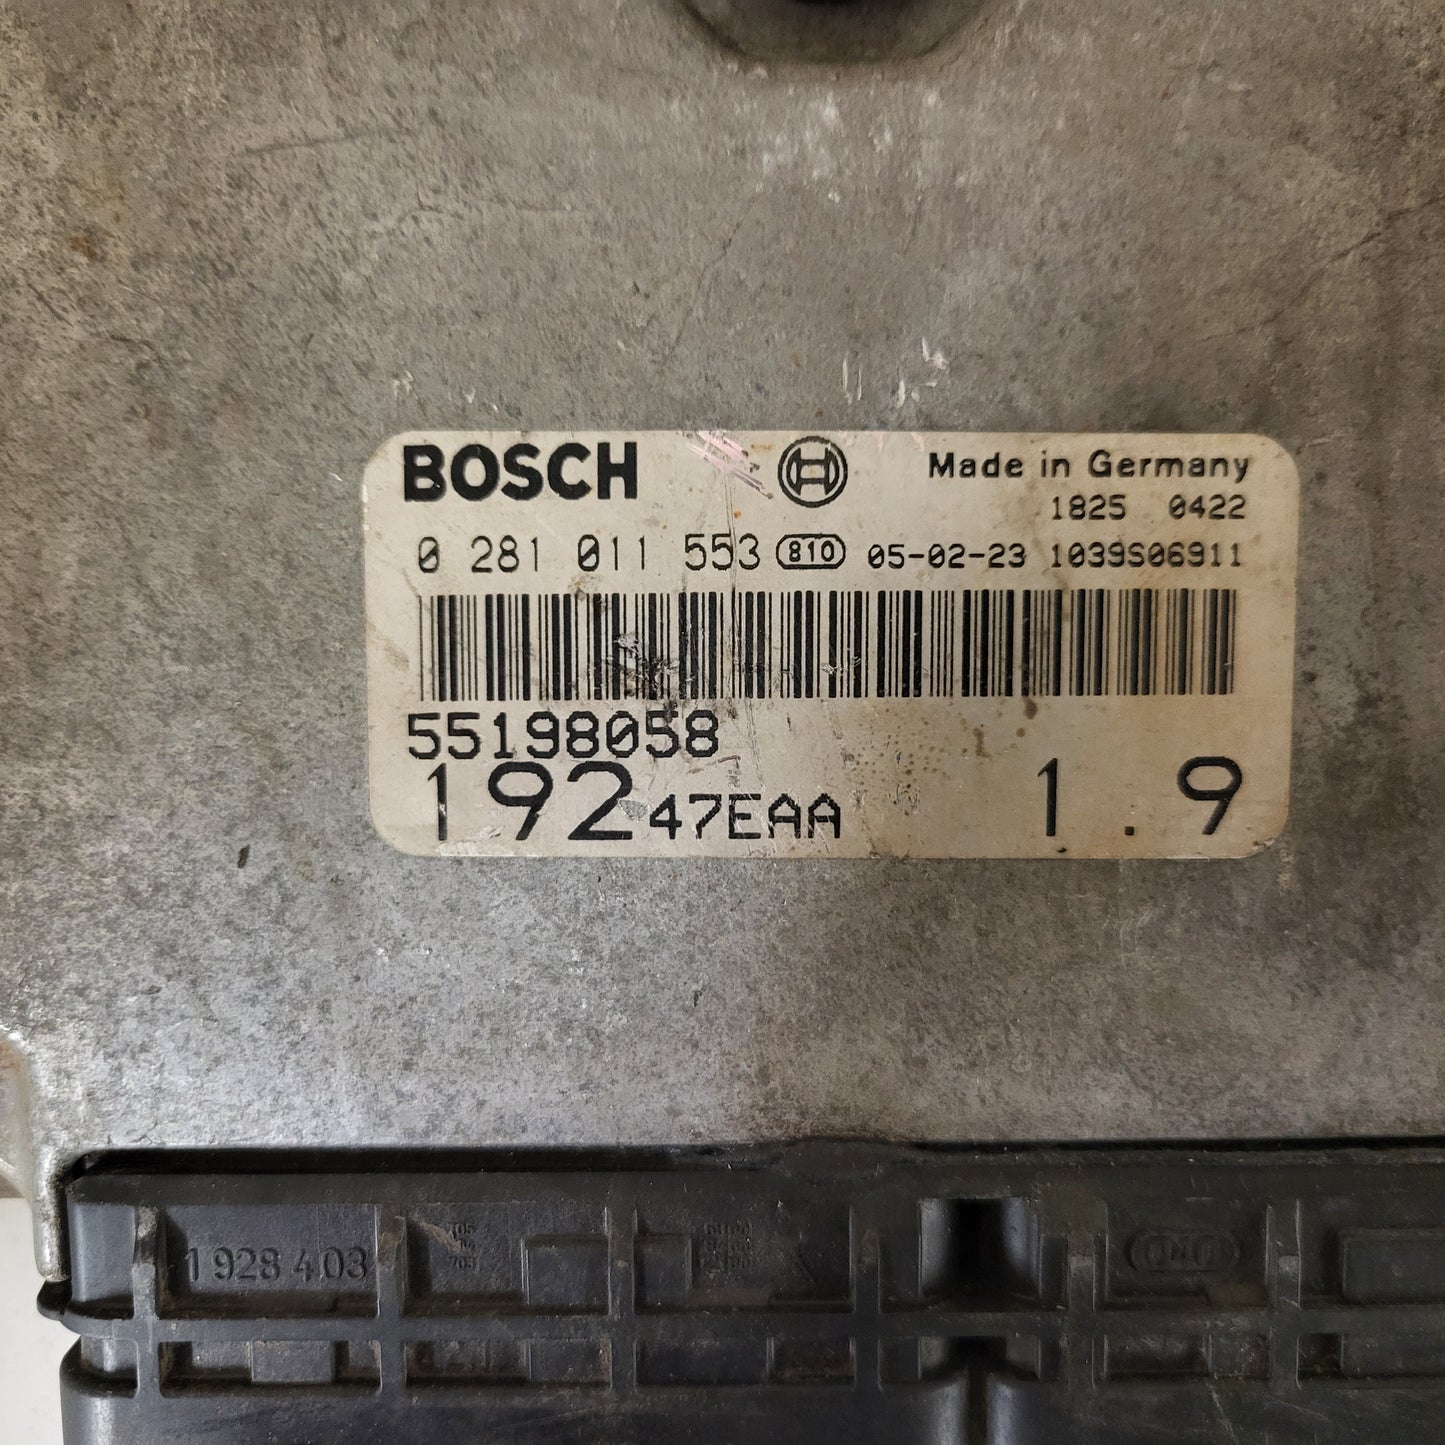 BOSCH
Made in Germany
1825 0422
0 281 011 553 810 05-02-23 1039S06911
55198058
192 47EAA 1.9
1 928 403